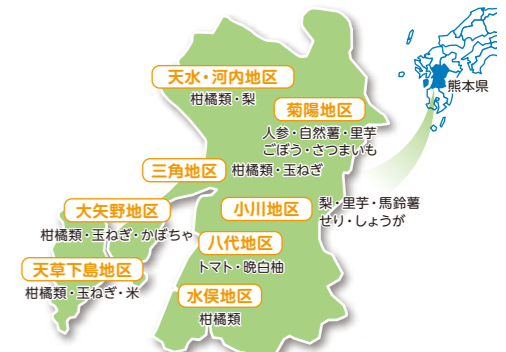 熊本県
天水・河内地区
柑橘類・梨
菊陽地区
人参・自然薯・里芋
ごぼう・さつまいも
三角地区
柑橘類・玉ねぎ
大矢野地区
柑橘類・玉ねぎ・かぼちゃ
小川地区
梨・里芋・馬鈴薯
せり・しょうが
八代地区
トマト・晩白柚
天草下島地区
柑橘類・玉ねぎ・米
水俣地区
柑橘類